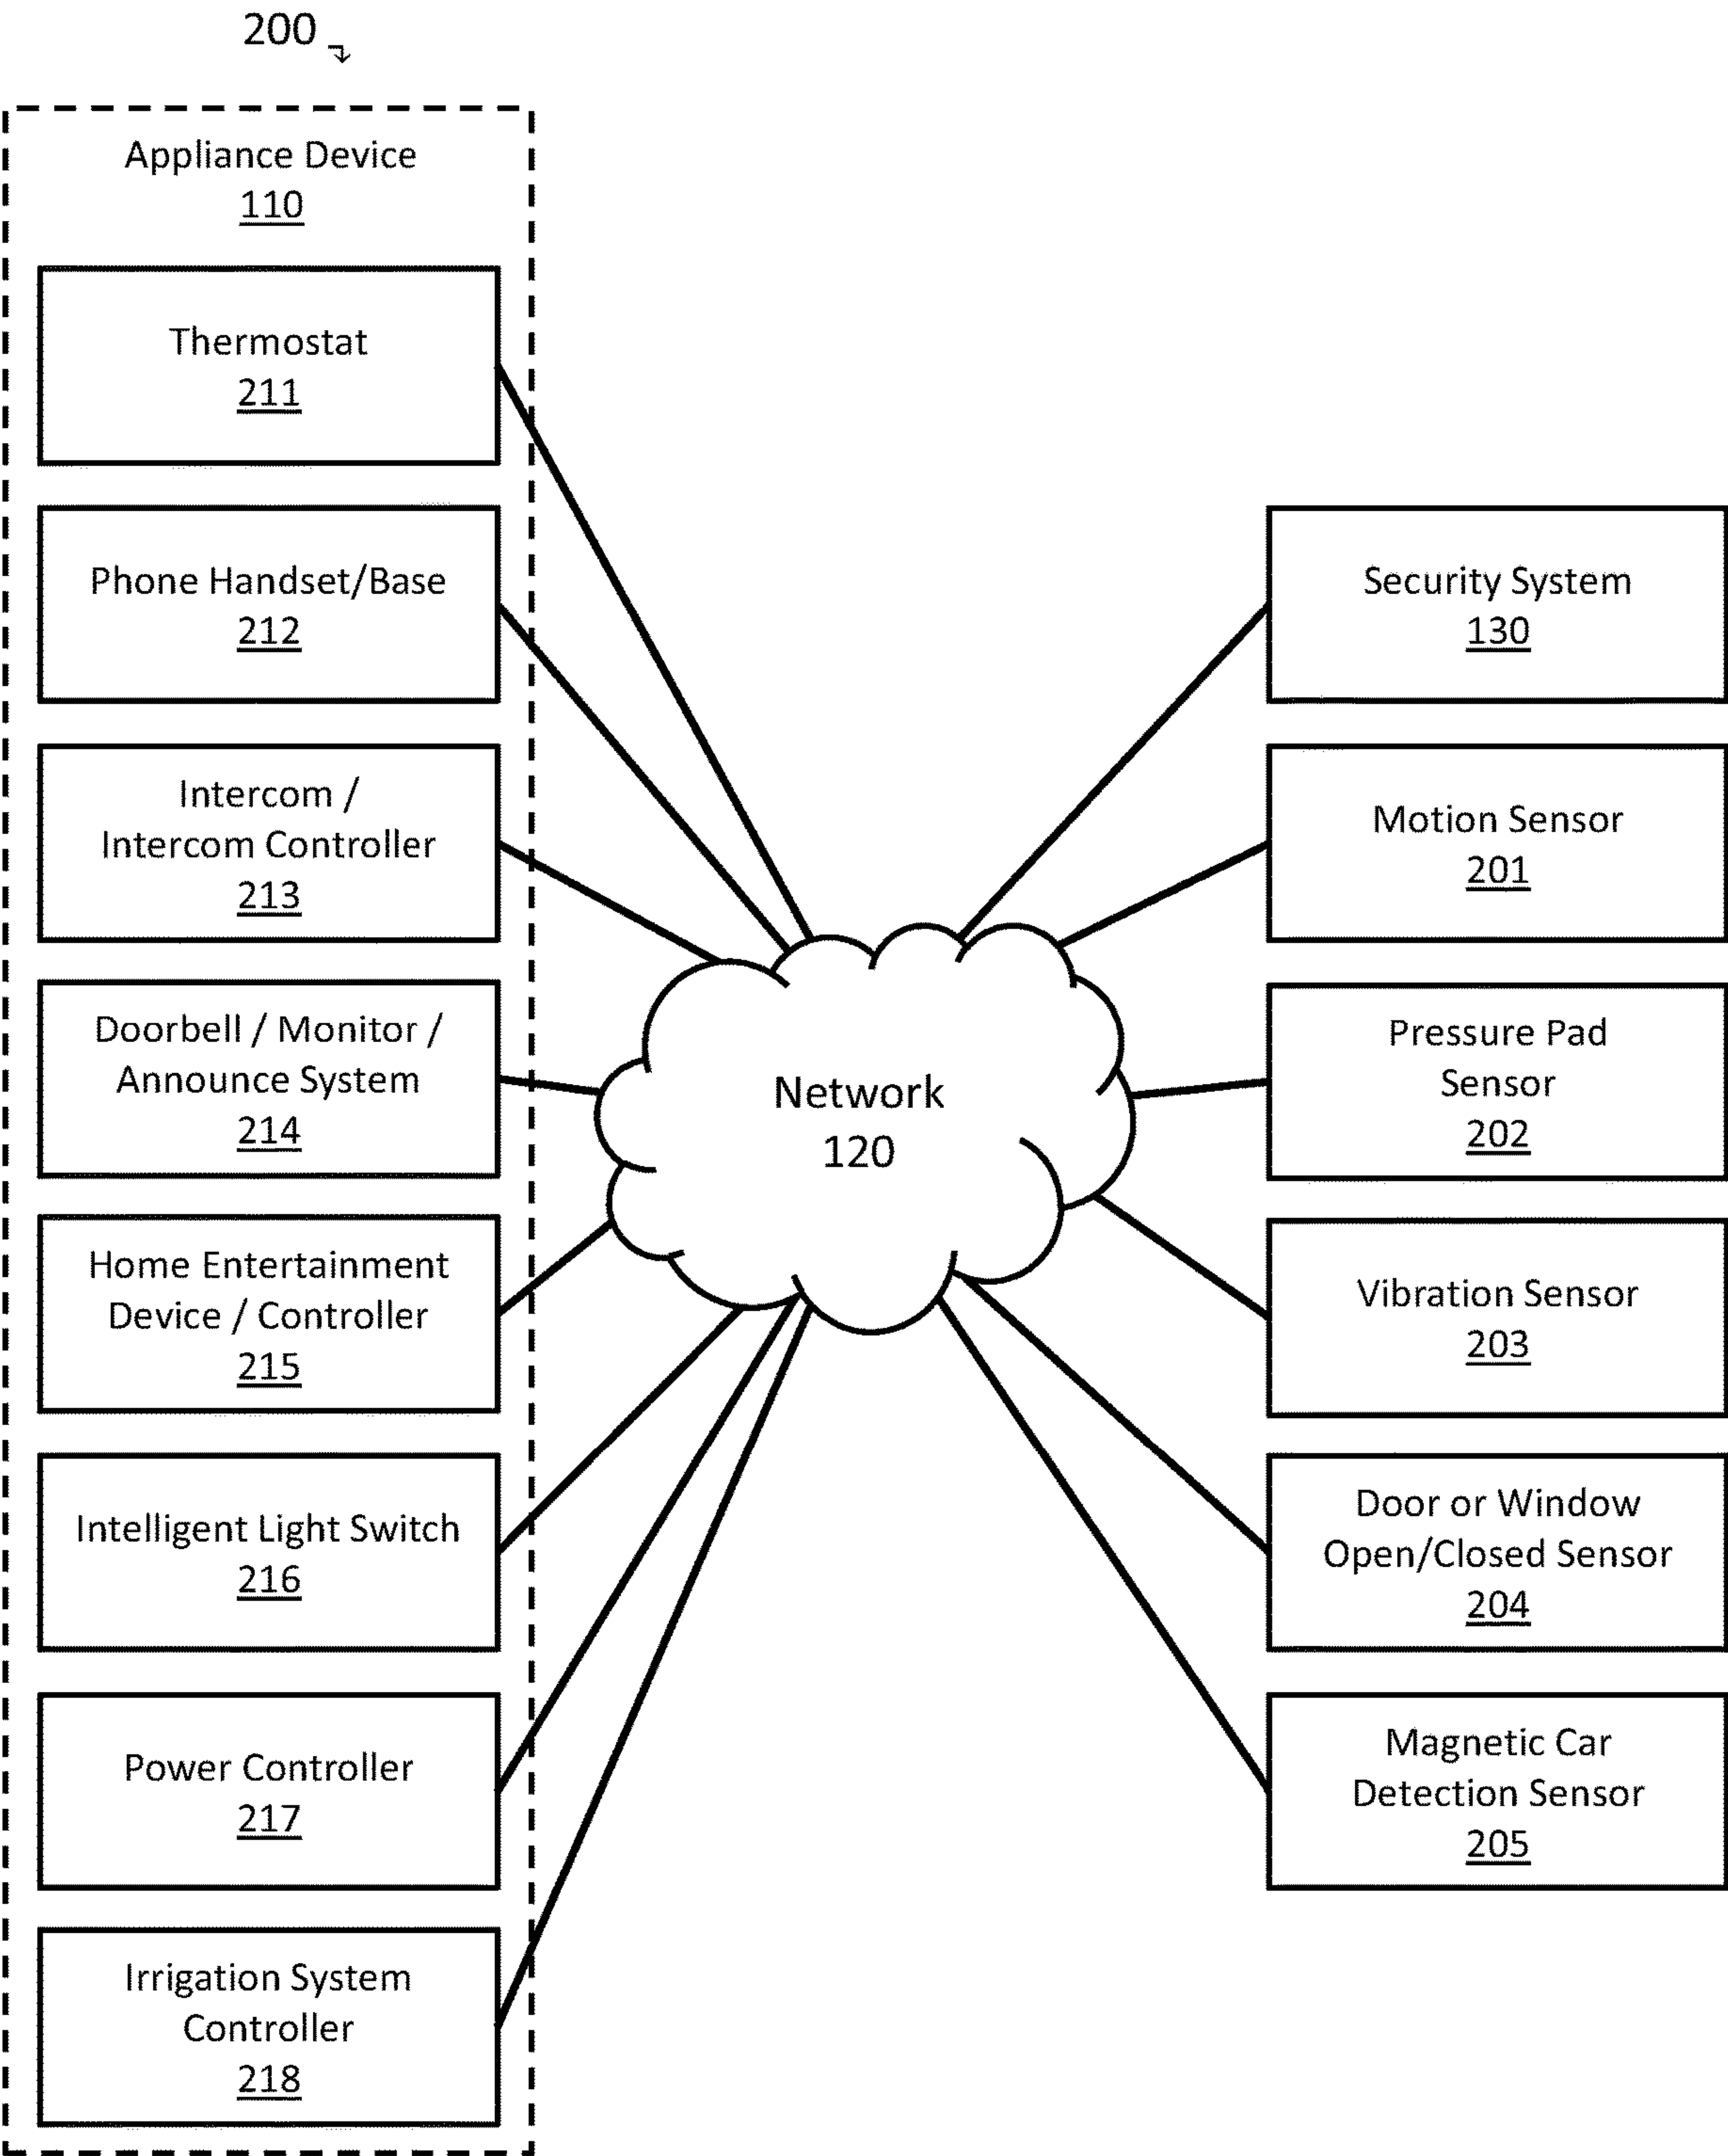 200
Appliance Device
110
Thermostat
211
Phone Handset/Base
212
Intercom /
Intercom Controller
213
Doorbell / Monitor /
Announce System
214
Home Entertainment
Device / Controller
215
Intelligent Light Switch
216
Power Controller
217
Irrigation System
Controller
218
Network
120
Security System
130
Motion Sensor
201
Pressure Pad
Sensor
202
Vibration Sensor
203
Door or Window
Open/Closed Sensor
204
Magnetic Car
Detection Sensor
205